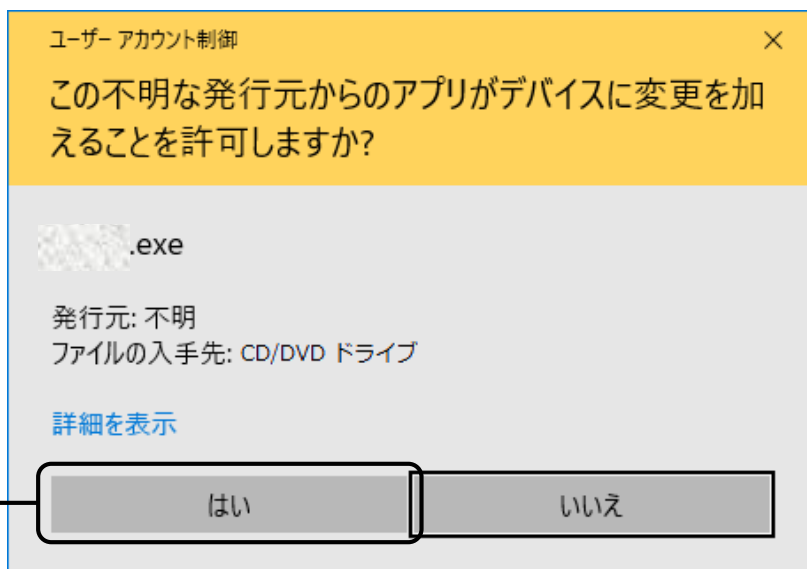 ユーザー アカウント制御
この不明な発行元からのアプリがデバイスに変更を加
えることを許可しますか?
.exe
発行元: 不明
ファイルの入手先: CD/DVD ドライブ
詳細を表示
はい
いいえ